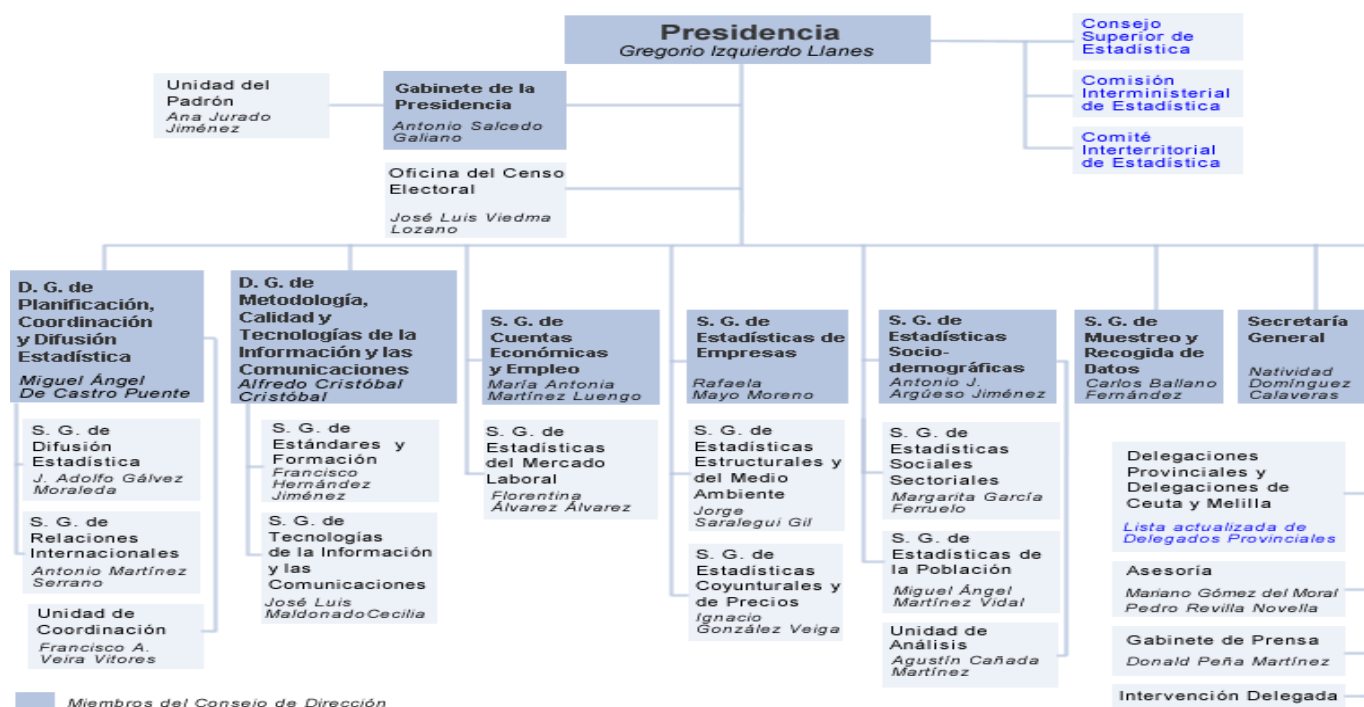 Presidencia
Gregorio Izquierdo Llanes
Consejo
Superior de
Estadística
Comisión
Interministerial
de Estadística
Comité
Interterritorial
de Estadística
Unidad del
Padrón
Ana Jurado
Jiménez
Gabinete de la
Presidencia
Antonio Salcedo
Galiano
Oficina del Censo
Electoral
José Luis Viedma
Lozano
D. G. de
Planificación,
Coordinación
y Difusión
Estadística
Miguel Ángel
De Castro Puente
S. G. de
Difusión
Estadística
J. Adolfo Gálvez
Moraleda
S. G. de
Relaciones
Internacionales
Antonio Martínez
Serrano
Unidad de
Coordinación
Francisco A.
Veira Vitores
D. G. de
Metodología,
Calidad y
Tecnologías de la
Información y las
Comunicaciones
Alfredo Cristóbal
Cristóbal
S. G. de
Estándares y
Formación
Francisco
Hernández
Jiménez
S. G. de
Tecnologías
de la Información
y las
Comunicaciones
José Luis
MaldonadoCecilia
S. G. de
Cuentas
Económicas
y Empleo
María Antonia
Martínez Luengo
S. G. de
Estadísticas
del Mercado
Laboral
Florentina
Álvarez Álvarez
S. G. de
Estadísticas de
Empresas
Rafaela
Mayo Moreno
S. G. de
Estadísticas
Estructurales y
del Medio
Ambiente
Jorge
Saralegui Gil
S. G. de
Estadísticas
Coyunturales y
de Precios
Ignacio
González Veiga
S. G. de
Estadísticas
Socio-
demográficas
Antonio J.
Argüeso Jiménez
S. G. de
Estadísticas
Sociales
Sectoriales
Margarita García
Ferruelo
S. G. de
Estadísticas de
la Población
Miguel Ángel
Martínez Vidal
Unidad de
Análisis
Agustín Cañada
Martínez
S. G. de
Muestreo y
Recogida de
Datos
Carlos Ballano
Fernández
Secretaría
General
Natividad
Domínguez
Calaveras
Delegaciones
Provinciales y
Delegaciones de
Ceuta y Melilla
Lista actualizada de
Delegados Provinciales
Asesoría
Mariano Gómez del Moral
Pedro Revilla Novella
Gabinete de Prensa
Donald Peña Martínez
Intervención Delegada
Miembros del Consejo de Dirección